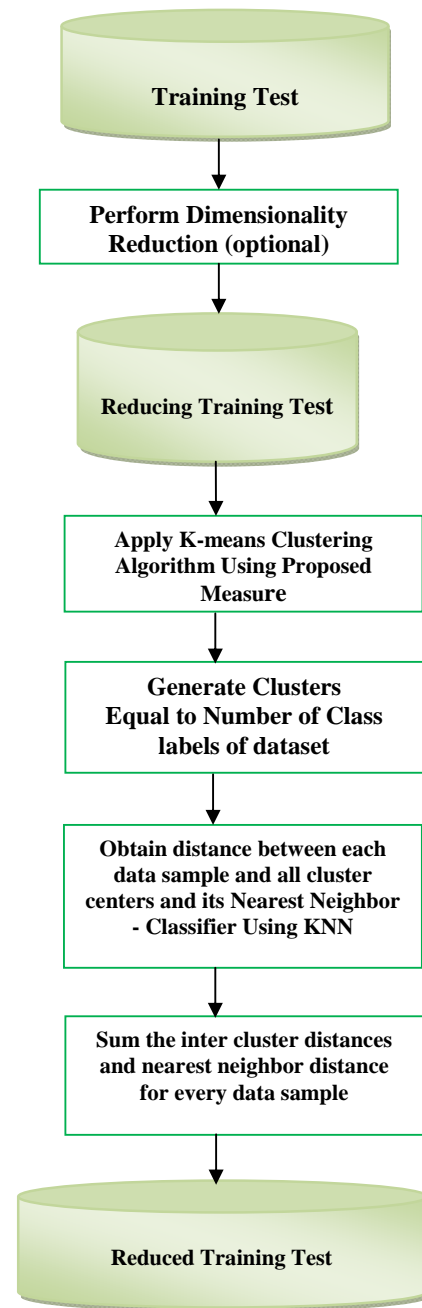 Training Test
Perform Dimensionality
Reduction (optional)
Reducing Training Test
Apply K-means Clustering
Algorithm Using Proposed
Measure
Generate Clusters
Equal to Number of Class
labels of dataset
Obtain distance between each
data sample and all cluster
centers and its Nearest Neighbor
- Classifier Using KNN
Sum the inter cluster distances
and nearest neighbor distance
for every data sample
Reduced Training Test